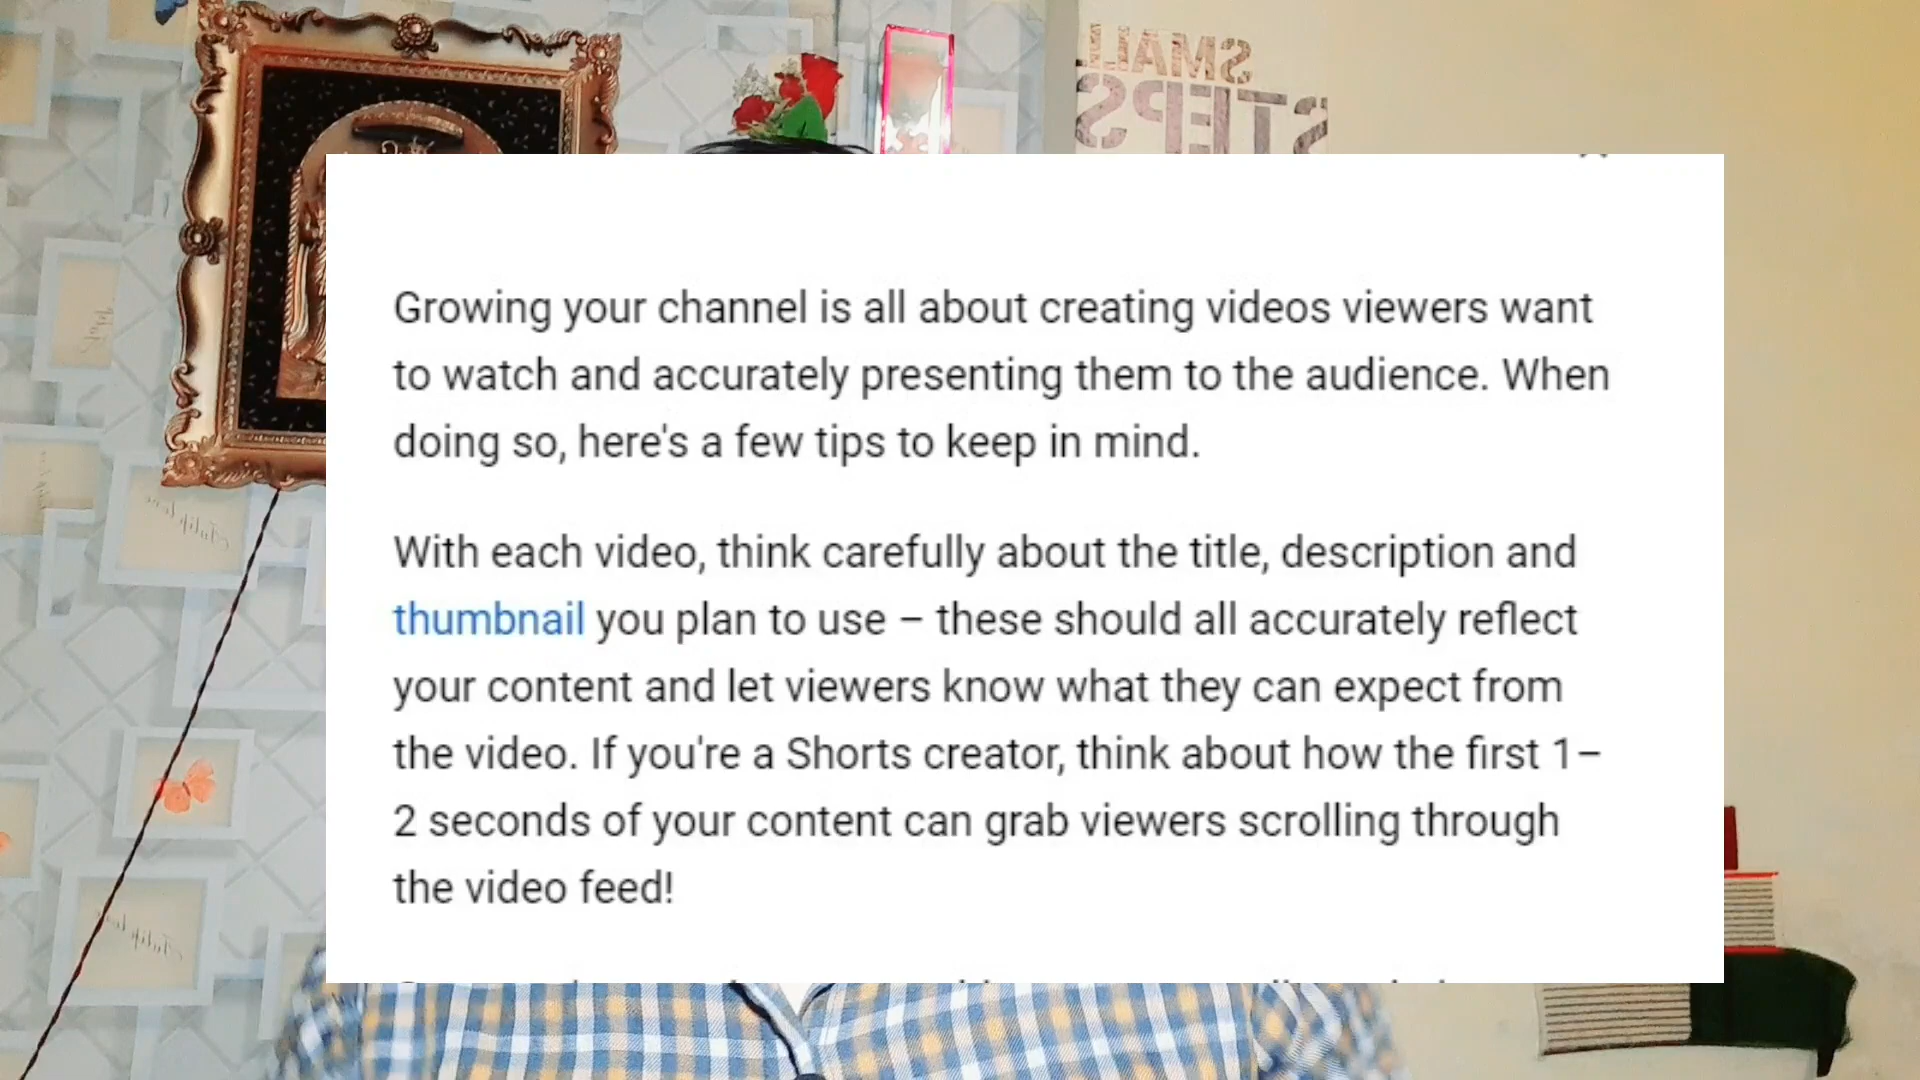 SMALL
STEPS
Growing your channel is all about creating videos viewers want
to watch and accurately presenting them to the audience. When
doing so, here's a few tips to keep in mind.
With each video, think carefully about the title, description and
thumbnail you plan to use – these should all accurately reflect
your content and let viewers know what they can expect from
the video. If you're a Shorts creator, think about how the first 1–
2 seconds of your content can grab viewers scrolling through
the video feed!